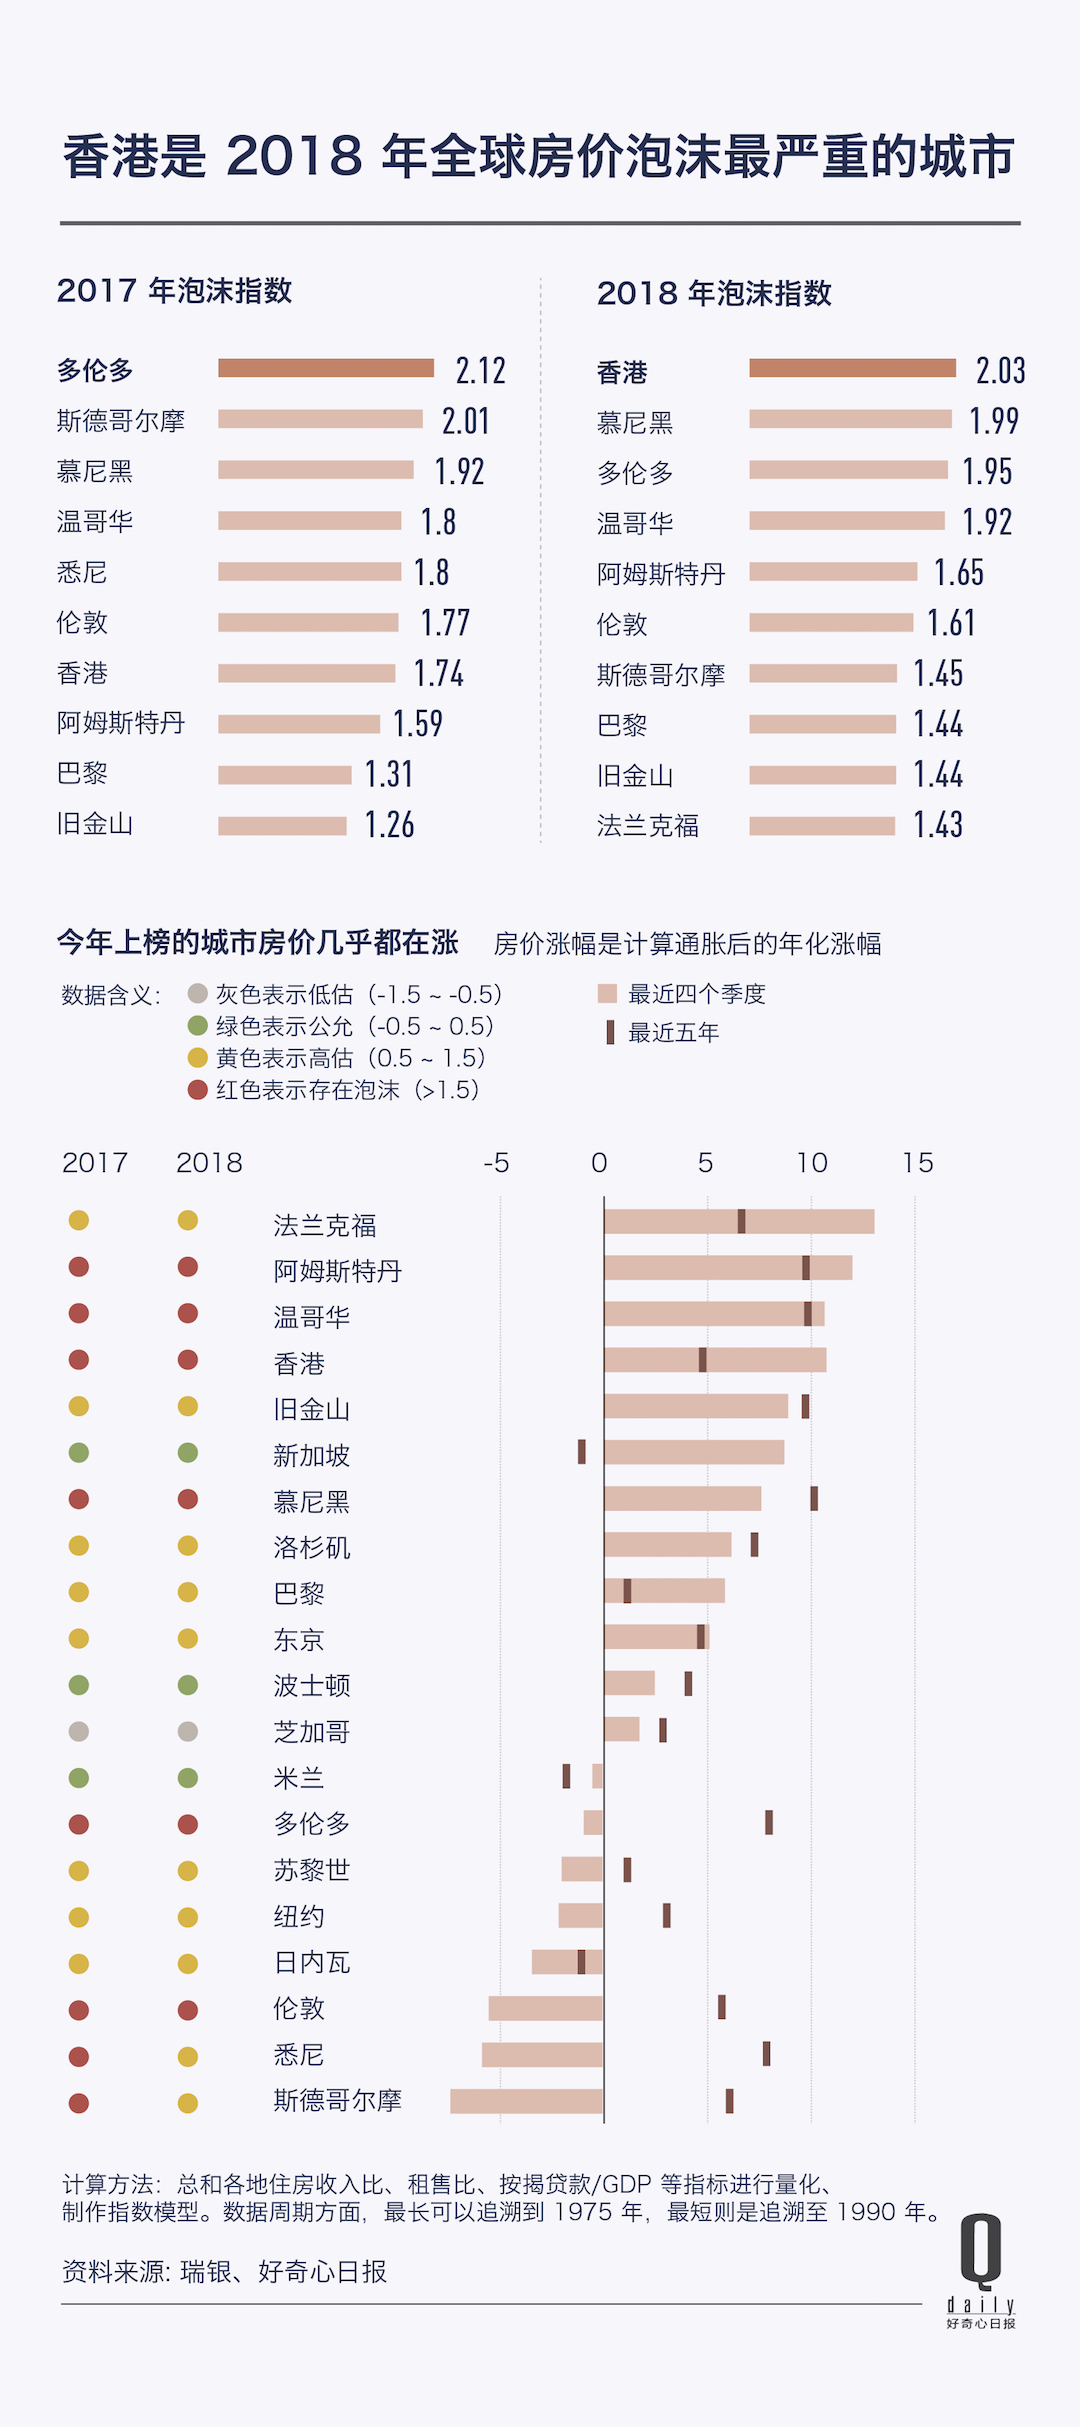 香港是 2018 年全球房价泡沫最严重的城市
2017 年泡沫指数
多伦多 2.12
斯德哥尔摩 2.01
慕尼黑 1.92
温哥华 1.8
悉尼 1.8
伦敦 1.77
香港 1.74
阿姆斯特丹 1.59
巴黎 1.31
旧金山 1.26
2018 年泡沫指数
香港 2.03
慕尼黑 1.99
多伦多 1.95
温哥华 1.92
阿姆斯特丹 1.65
伦敦 1.61
斯德哥尔摩 1.45
巴黎 1.44
旧金山 1.44
法兰克福 1.43
今年上榜的城市房价几乎都在涨 房价涨幅是计算通胀后的年化涨幅
数据含义：
灰色表示低估（-1.5 ~ -0.5）
绿色表示公允（-0.5 ~ 0.5）
黄色表示高估（0.5 ~ 1.5）
红色表示存在泡沫（>1.5）
最近四个季度
最近五年
2017 2018 -5 0 5 10 15
法兰克福
阿姆斯特丹
温哥华
香港
旧金山
新加坡
慕尼黑
洛杉矶
巴黎
东京
波士顿
芝加哥
米兰
多伦多
苏黎世
纽约
日内瓦
伦敦
悉尼
斯德哥尔摩
计算方法：总和各地住房收入比、租售比、按揭贷款/GDP 等指标进行量化、
制作指数模型。数据周期方面，最长可以追溯到 1975 年，最短则是追溯至 1990 年。
资料来源: 瑞银、好奇心日报
Q
daily
好奇心日报